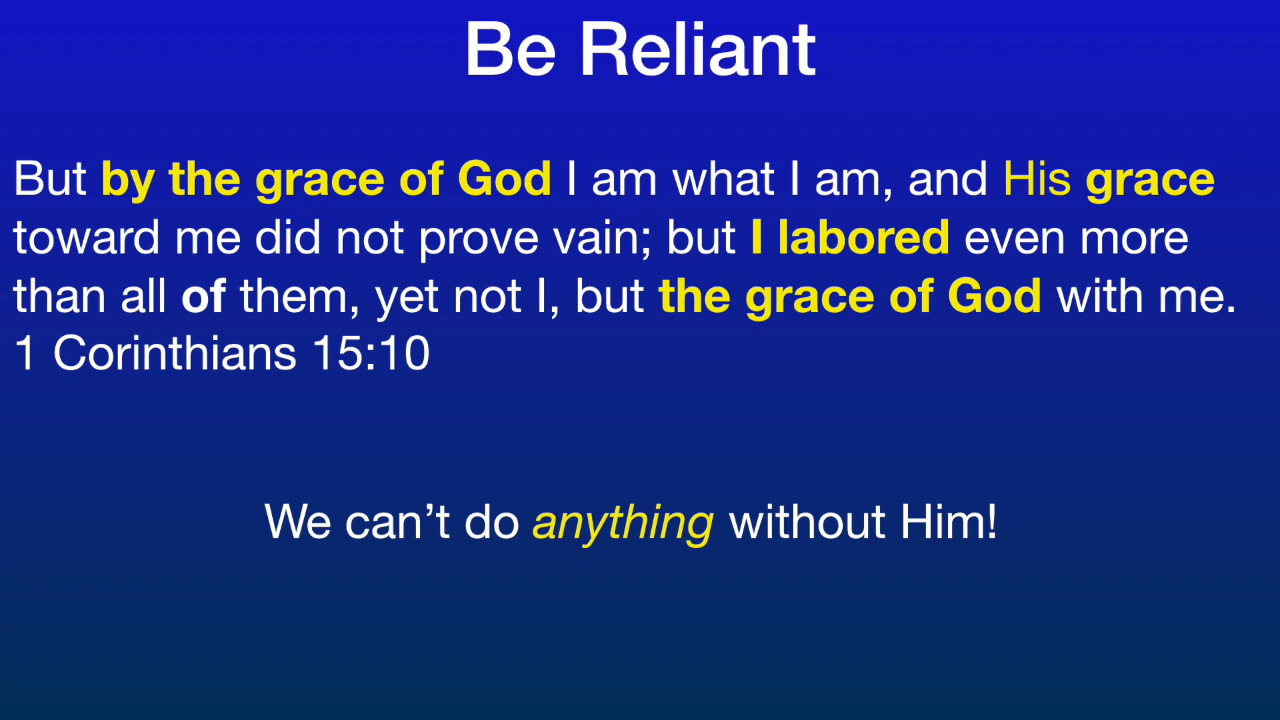 Be Reliant
But by the grace of God I am what I am, and His grace
toward me did not prove vain; but I labored even more
than all of them, yet not I, but the grace of God with me.
1 Corinthians 15:10
We can’t do anything without Him!